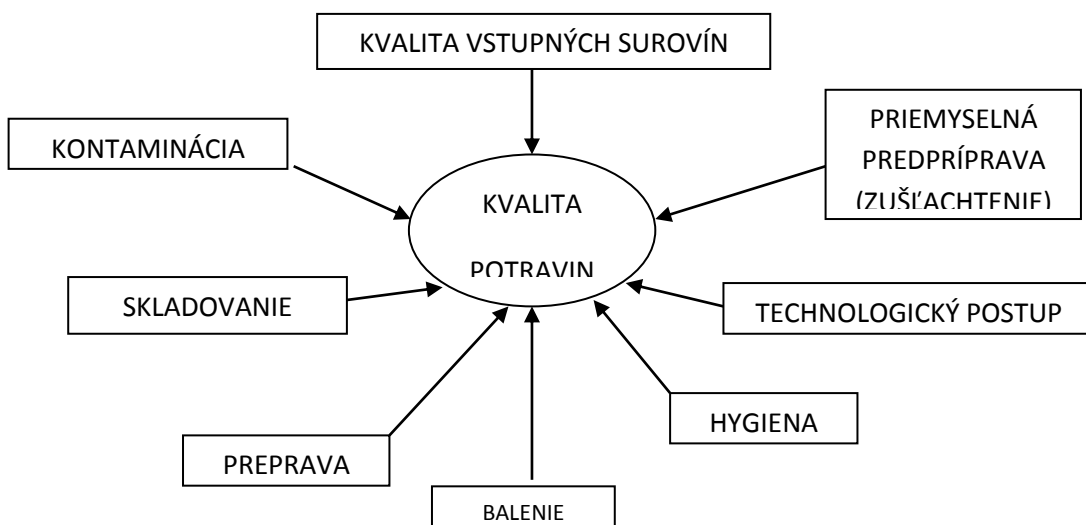 KVALITA VSTUPNÝCH SUROVÍN
KONTAMINÁCIA
PRIEMYSELNÁ
PREDPRÍPRAVA
(ZUŠĽACHTENIE)
KVALITA
POTRAVIN
SKLADOVANIE
TECHNOLOGICKÝ POSTUP
HYGIENA
PREPRAVA
BALENIE